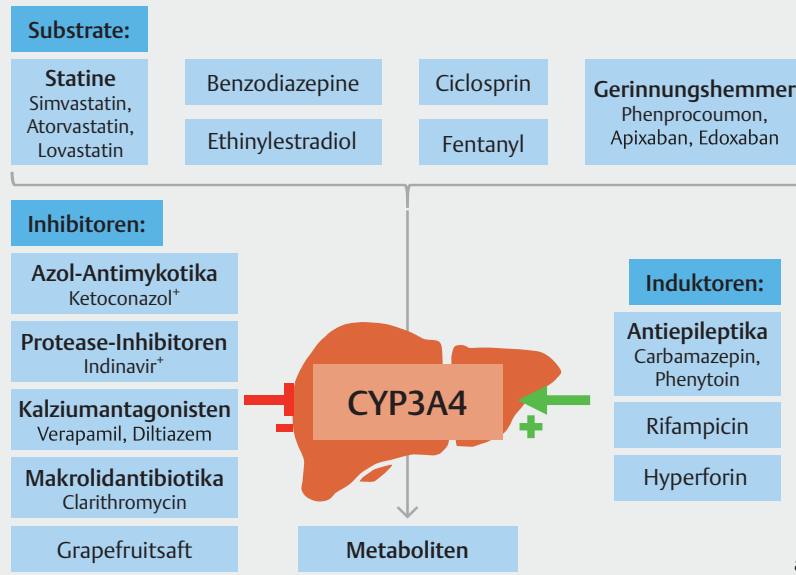 Substrate:
Statine
Simvastatin,
Atorvastatin,
Lovastatin
Benzodiazepine
Ethinylestradiol
Ciclosprin
Fentanyl
Gerinnungshemmer
Phenprocoumon,
Apixaban, Edoxaban
Inhibitoren:
Azol-Antimykotika
Ketoconazol⁺
Protease-Inhibitoren
Indinavir⁺
Kalziumantagonisten
Verapamil, Diltiazem
Makrolidantibiotika
Clarithromycin
Grapefruitsaft
CYP3A4
Induktoren:
Antiepileptika
Carbamazepin,
Phenytoin
Rifampicin
Hyperforin
Metaboliten
a